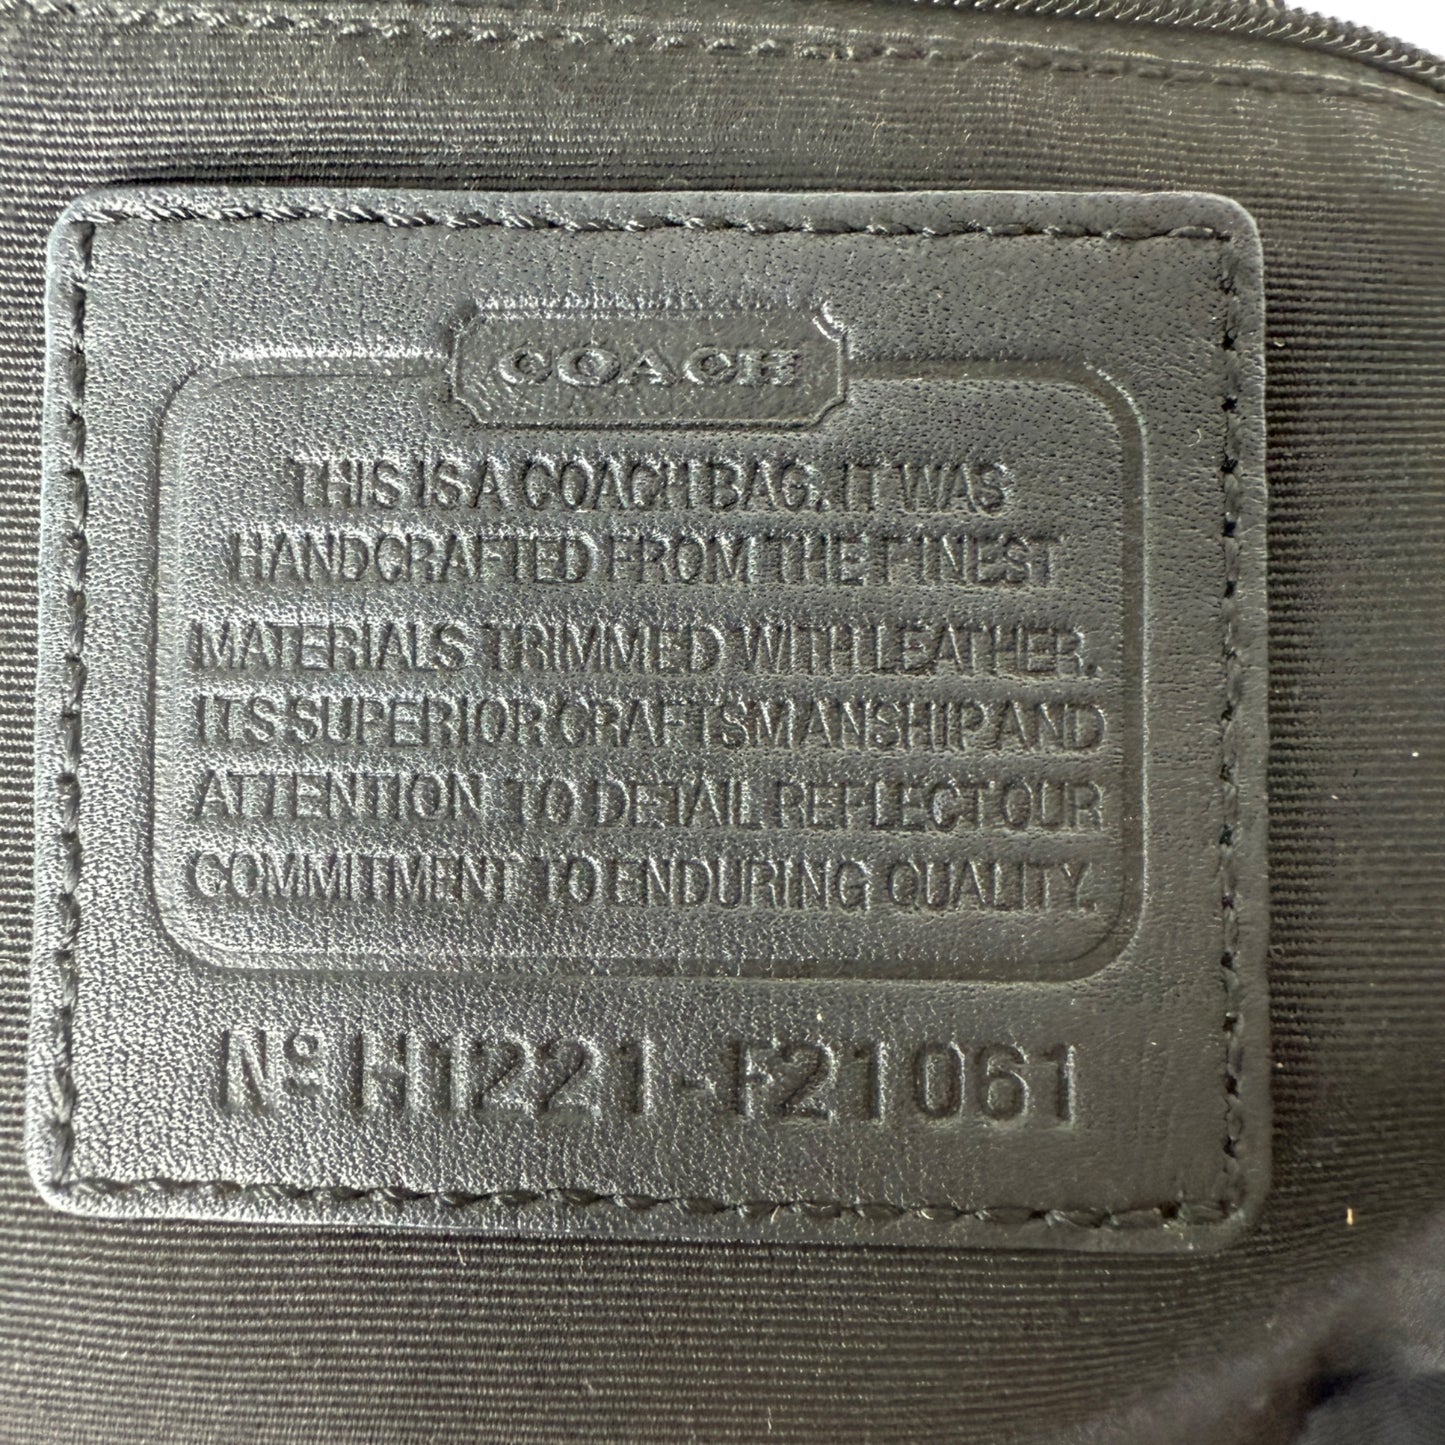 COACH
THIS IS A COACH BAG. IT WAS
HANDCRAFTED FROM THE FINEST
MATERIALS TRIMMED WITH LEATHER.
ITS SUPERIOR CRAFTSMANSHIP AND
ATTENTION TO DETAIL REFLECT OUR
COMMITMENT TO ENDURING QUALITY.
Nº H1221-F21061